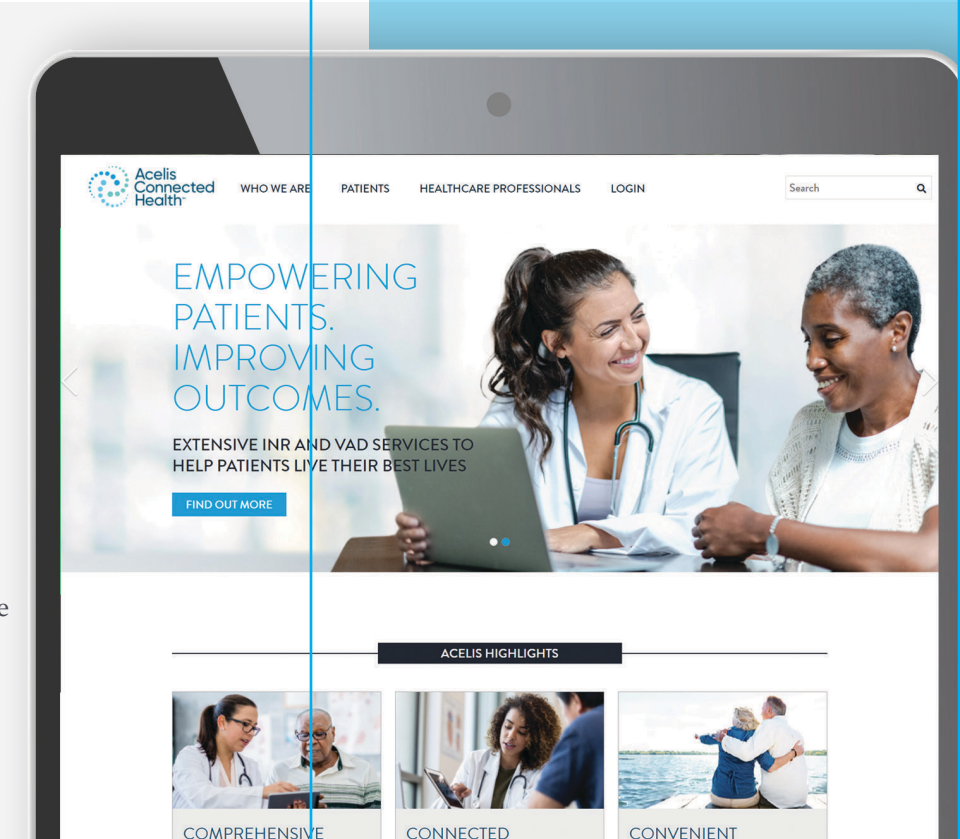 Acelis
Connected
Health™
WHO WE ARE PATIENTS HEALTHCARE PROFESSIONALS LOGIN
Search
EMPOWERING
PATIENTS.
IMPROVING
OUTCOMES.
EXTENSIVE INR AND VAD SERVICES TO
HELP PATIENTS LIVE THEIR BEST LIVES
FIND OUT MORE
ACELIS HIGHLIGHTS
COMPREHENSIVE
CONNECTED
CONVENIENT